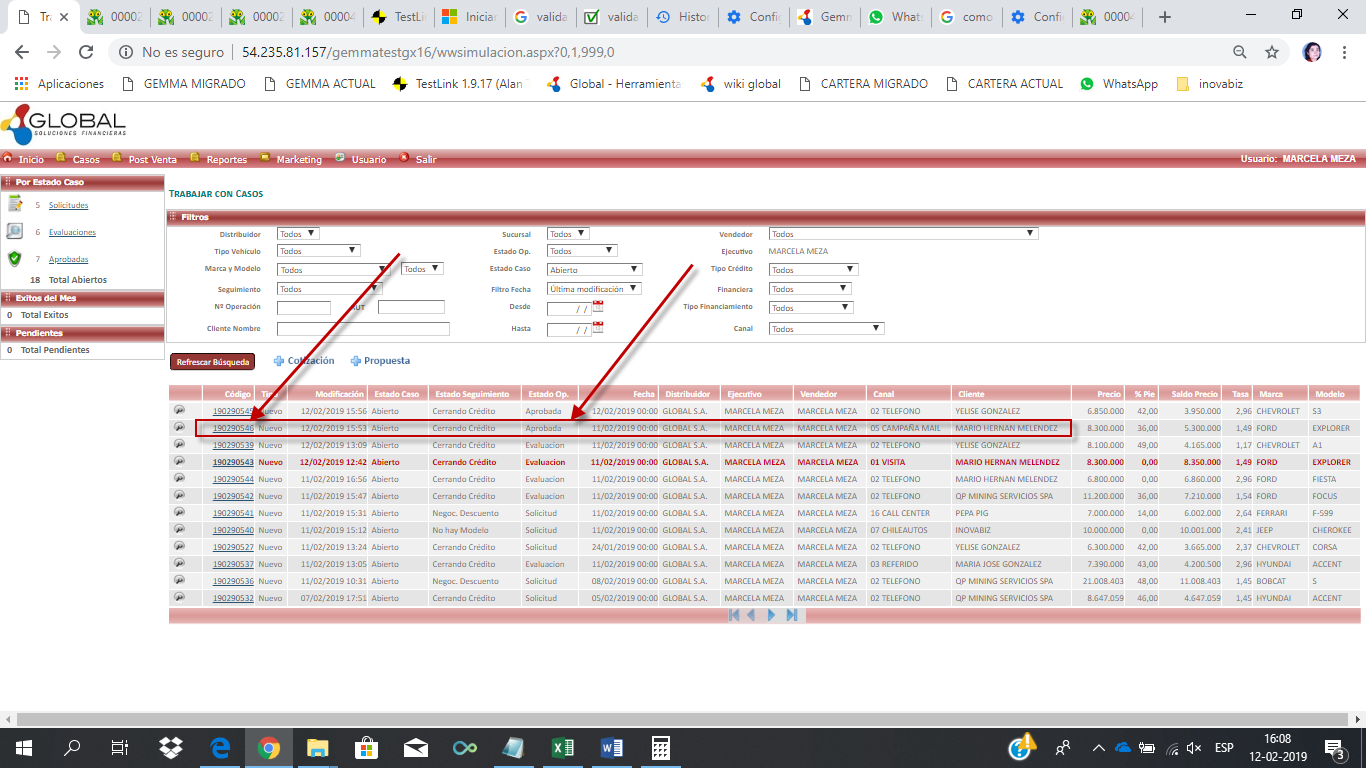 Tra
00002
00002
00002
00004
TestLin
Iniciar
valida
valida
Histor
Config
Gemm
Whats
como
Config
00004
No es seguro | 54.235.81.157/gemmatestgx16/wwsimulacion.aspx?0,1,999,0
Aplicaciones GEMMA MIGRADO GEMMA ACTUAL TestLink 1.9.17 (Alan Global - Herramienta wiki global CARTERA MIGRADO CARTERA ACTUAL WhatsApp inovabiz
GLOBAL
SOLUCIONES FINANCIERAS
Inicio Casos Post Venta Reportes Marketing Usuario Salir Usuario: MARCELA MEZA
Por Estado Caso
5 Solicitudes
6 Evaluaciones
7 Aprobadas
18 Total Abiertos
Exitos del Mes
0 Total Exitos
Pendientes
0 Total Pendientes
TRABAJAR CON CASOS
Filtros
Distribuidor Todos Sucursal Todos Vendedor Todos
Tipo Vehículo Todos Estado Op. Todos Ejecutivo MARCELA MEZA
Marca y Modelo Todos Todos Estado Caso Abierto Tipo Crédito Todos
Seguimiento Todos Filtro Fecha Última modificación Financiera Todos
Nº Operación RUT Desde / / Tipo Financiamiento Todos
Cliente Nombre Hasta / / Canal Todos
Refrescar Búsqueda Cotización Propuesta
Código Tipo Modificación Estado Caso Estado Seguimiento Estado Op. Fecha Distribuidor Ejecutivo Vendedor Canal Cliente Precio % Pie Saldo Precio Tasa Marca Modelo
190290545 Nuevo 12/02/2019 15:56 Abierto Cerrando Crédito Aprobada 12/02/2019 00:00 GLOBAL S.A. MARCELA MEZA MARCELA MEZA 02 TELEFONO YELISE GONZALEZ 6.850.000 42,00 3.950.000 2,96 CHEVROLET S3
190290546 Nuevo 12/02/2019 15:53 Abierto Cerrando Crédito Aprobada 11/02/2019 00:00 GLOBAL S.A. MARCELA MEZA MARCELA MEZA 05 CAMPAÑA MAIL MARIO HERNAN MELENDEZ 8.300.000 36,00 5.300.000 1,49 FORD EXPLORER
190290539 Nuevo 12/02/2019 13:09 Abierto Cerrando Crédito Evaluacion 11/02/2019 00:00 GLOBAL S.A. MARCELA MEZA MARCELA MEZA 02 TELEFONO YELISE GONZALEZ 8.100.000 49,00 4.165.000 1,17 CHEVROLET A1
190290543 Nuevo 12/02/2019 12:42 Abierto Cerrando Crédito Evaluacion 11/02/2019 00:00 GLOBAL S.A. MARCELA MEZA MARCELA MEZA 01 VISITA MARIO HERNAN MELENDEZ 8.300.000 0,00 8.350.000 1,49 FORD EXPLORER
190290544 Nuevo 11/02/2019 16:56 Abierto Cerrando Crédito Evaluacion 11/02/2019 00:00 GLOBAL S.A. MARCELA MEZA MARCELA MEZA 02 TELEFONO MARIO HERNAN MELENDEZ 6.800.000 0,00 6.860.000 2,96 FORD FIESTA
190290542 Nuevo 11/02/2019 15:47 Abierto Cerrando Crédito Evaluacion 11/02/2019 00:00 GLOBAL S.A. MARCELA MEZA MARCELA MEZA 02 TELEFONO QP MINING SERVICIOS SPA 11.200.000 36,00 7.210.000 1,54 FORD FOCUS
190290541 Nuevo 11/02/2019 15:31 Abierto Negoc. Descuento Solicitud 11/02/2019 00:00 GLOBAL S.A. MARCELA MEZA MARCELA MEZA 16 CALL CENTER PEPA PIG 7.000.000 14,00 6.002.000 2,64 FERRARI F-599
190290540 Nuevo 11/02/2019 15:12 Abierto No hay Modelo Solicitud 11/02/2019 00:00 GLOBAL S.A. MARCELA MEZA MARCELA MEZA 07 CHILEAUTOS INOVABIZ 10.000.000 0,00 10.001.000 2,41 JEEP CHEROKEE
190290527 Nuevo 11/02/2019 13:24 Abierto Cerrando Crédito Solicitud 24/01/2019 00:00 GLOBAL S.A. MARCELA MEZA MARCELA MEZA 02 TELEFONO YELISE GONZALEZ 6.300.000 42,00 3.665.000 2,37 CHEVROLET CORSA
190290537 Nuevo 11/02/2019 13:05 Abierto Cerrando Crédito Evaluacion 11/02/2019 00:00 GLOBAL S.A. MARCELA MEZA MARCELA MEZA 03 REFERIDO MARIA JOSE GONZALEZ 7.390.000 43,00 4.200.500 2,96 HYUNDAI ACCENT
190290536 Nuevo 11/02/2019 10:31 Abierto Negoc. Descuento Solicitud 08/02/2019 00:00 GLOBAL S.A. MARCELA MEZA MARCELA MEZA 02 TELEFONO QP MINING SERVICIOS SPA 21.008.403 48,00 11.008.403 1,45 BOBCAT S
190290532 Nuevo 07/02/2019 17:51 Abierto Cerrando Crédito Solicitud 05/02/2019 00:00 GLOBAL S.A. MARCELA MEZA MARCELA MEZA 02 TELEFONO QP MINING SERVICIOS SPA 8.647.059 46,00 4.647.059 1,45 HYUNDAI ACCENT
ESP
16:08
12-02-2019
3